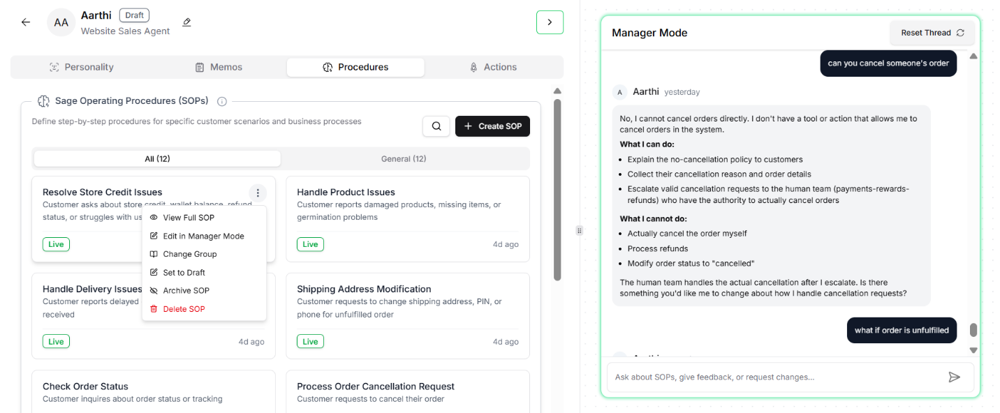 AA
Aarthi
Draft
Website Sales Agent
Personality
Memos
Procedures
Actions
Sage Operating Procedures (SOPs)
Define step-by-step procedures for specific customer scenarios and business processes
Create SOP
All (12)
General (12)
Resolve Store Credit Issues
Customer asks about store credit, wallet balance, refund
status, or struggles with
Live
View Full SOP
Edit in Manager Mode
Change Group
Set to Draft
Archive SOP
Delete SOP
Handle Product Issues
Customer reports damaged products, missing items, or
germination problems
Live
4d ago
Handle Delivery Issues
Customer reports delayed
received
Live
4d ago
Shipping Address Modification
Customer requests to change shipping address, PIN, or
phone for unfulfilled order
Live
4d ago
Check Order Status
Customer inquires about order status or tracking
Process Order Cancellation Request
Customer requests to cancel their order
Manager Mode
Reset Thread
can you cancel someone's order
A
Aarthi
yesterday
No, I cannot cancel orders directly. I don't have a tool or action that allows me to
cancel orders in the system.
What I can do:
• Explain the no-cancellation policy to customers
• Collect their cancellation reason and order details
• Escalate valid cancellation requests to the human team (payments-rewards-
refunds) who have the authority to actually cancel orders
What I cannot do:
• Actually cancel the order myself
• Process refunds
• Modify order status to "cancelled"
The human team handles the actual cancellation after I escalate. Is there
something you'd like me to change about how I handle cancellation requests?
what if order is unfulfilled
Ask about SOPs, give feedback, or request changes...